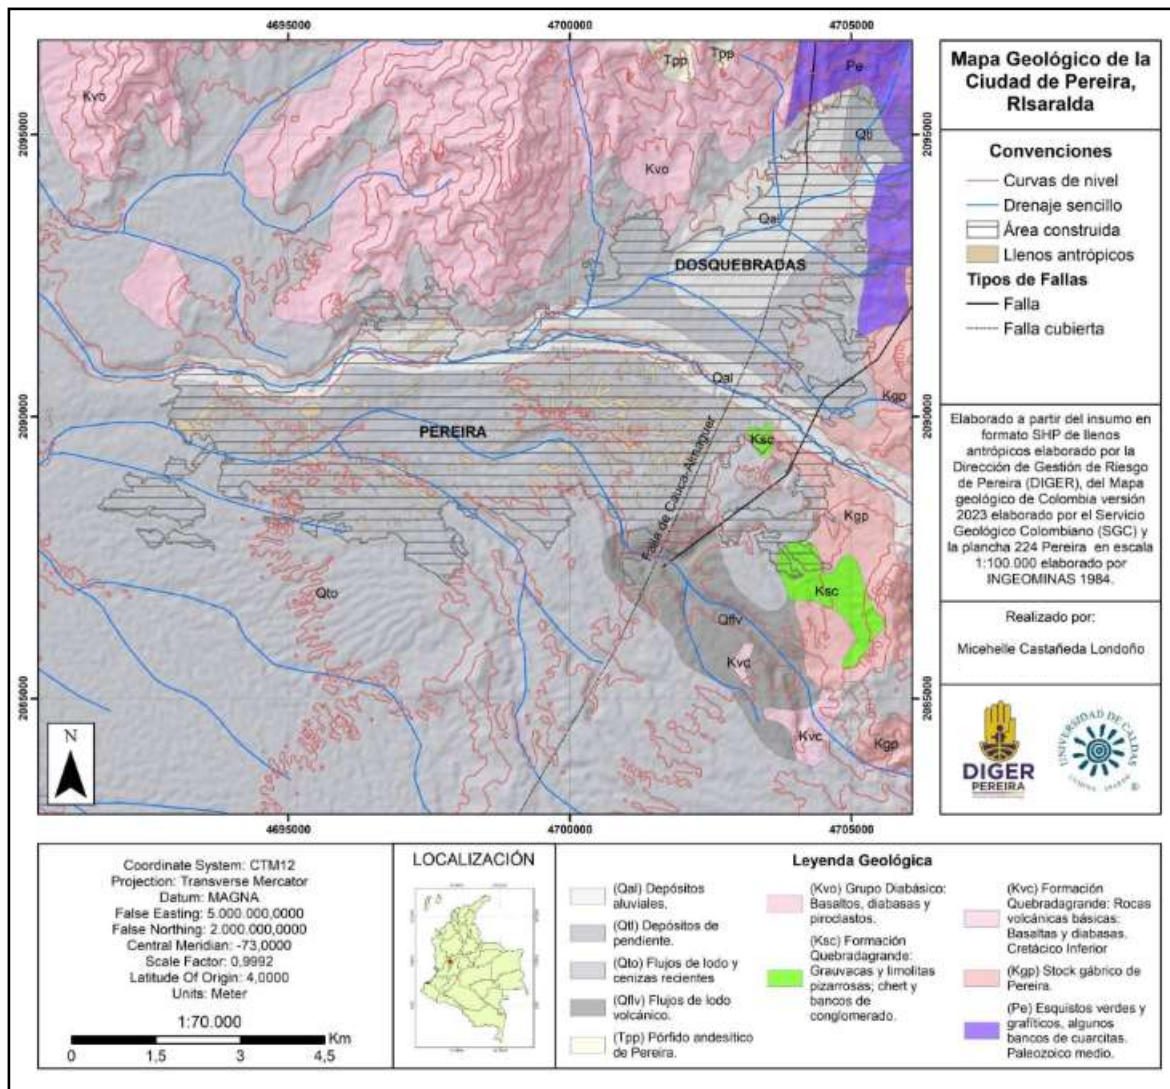 4695000
4700000
4705000
2095000
2095000
2090000
2090000
2085000
2085000
4695000
4700000
4705000
Kvo
Tpp
Tpp
Pe
Qtl
Kvo
Qal
DOSQUEBRADAS
Qal
Kgp
PEREIRA
Ksc
Falla de Cauca-Almaguer
Kgp
Ksc
Qto
Qflv
Kvc
Kvc
Kgp
N
Mapa Geológico de la
Ciudad de Pereira,
RIsaralda
Convenciones
Curvas de nivel
Drenaje sencillo
Área construida
Llenos antrópicos
Tipos de Fallas
Falla
Falla cubierta
Elaborado a partir del insumo en
formato SHP de llenos
antrópicos elaborado por la
Dirección de Gestión de Riesgo
de Pereira (DIGER), del Mapa
geológico de Colombia versión
2023 elaborado por el Servicio
Geológico Colombiano (SGC) y
la plancha 224 Pereira en escala
1:100.000 elaborado por
INGEOMINAS 1984.
Realizado por:
Micehelle Castañeda Londoño
DIGER
PEREIRA
UNIVERSIDAD DE CALDAS
Coordinate System: CTM12
Projection: Transverse Mercator
Datum: MAGNA
False Easting: 5.000.000,0000
False Northing: 2.000.000,0000
Central Meridian: -73,0000
Scale Factor: 0,9992
Latitude Of Origin: 4,0000
Units: Meter
1:70.000
Km
0
1,5
3
4,5
LOCALIZACIÓN
Leyenda Geológica
(Qal) Depósitos
aluviales.
(Qtl) Depósitos de
pendiente.
(Qto) Flujos de lodo y
cenizas recientes
(Qflv) Flujos de lodo
volcánico.
(Tpp) Pórfido andesítico
de Pereira.
(Kvo) Grupo Diabásico:
Basaltos, diabasas y
piroclastos.
(Ksc) Formación
Quebradagrande:
Grauvacas y limolitas
pizarrosas; chert y
bancos de
conglomerado.
(Kvc) Formación
Quebradagrande: Rocas
volcánicas básicas:
Basaltas y diabasas.
Cretácico Inferior
(Kgp) Stock gábrico de
Pereira.
(Pe) Esquistos verdes y
grafíticos, algunos
bancos de cuarcitas.
Paleozoico medio.